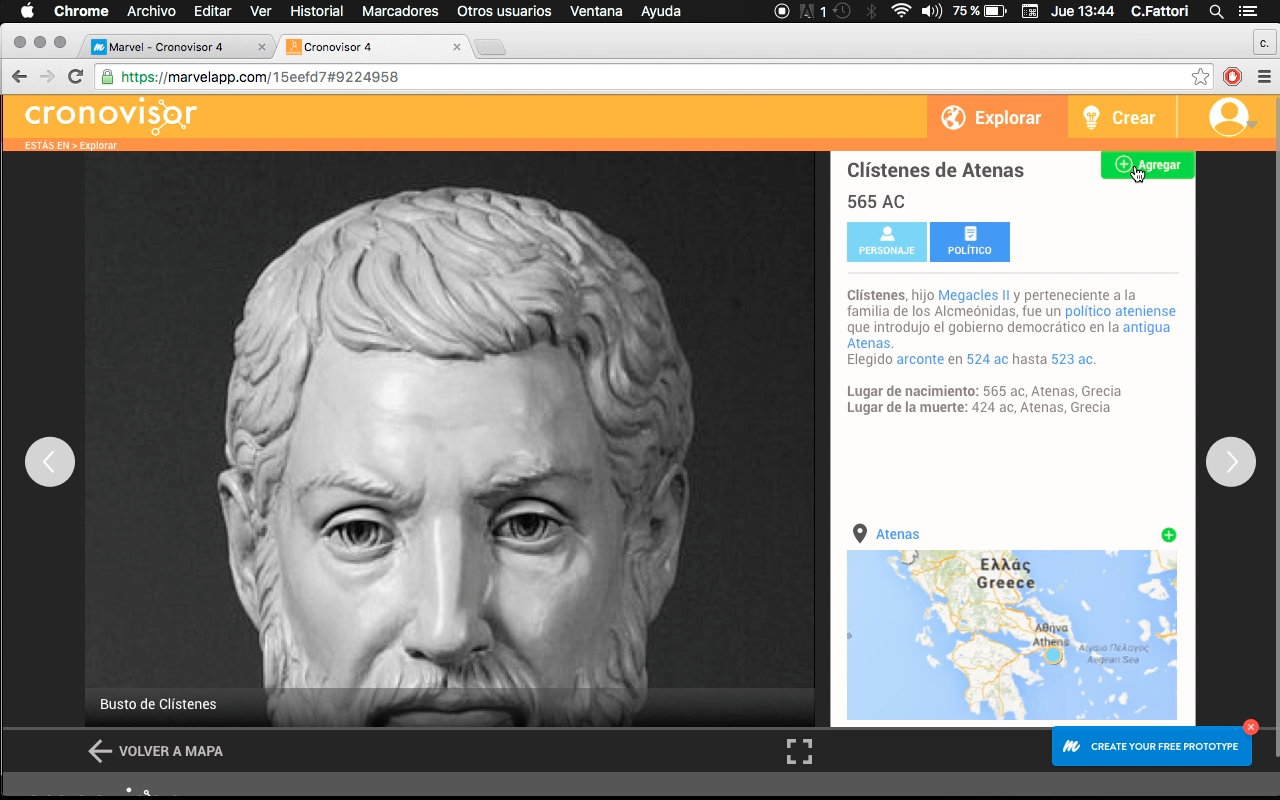 Chrome Archivo Editar Ver Historial Marcadores Otros usuarios Ventana Ayuda 1 75 % Jue 13:44 C.Fattori
Marvel - Cronovisor 4
Cronovisor 4
c.
https://marvelapp.com/15eefd7#9224958
cronovisor
Explorar
Crear
ESTÁS EN > Explorar
Clístenes de Atenas
Agregar
565 AC
PERSONAJE
POLÍTICO
Clístenes, hijo Megacles II y perteneciente a la
familia de los Alcmeónidas, fue un político ateniense
que introdujo el gobierno democrático en la antigua
Atenas.
Elegido arconte en 524 ac hasta 523 ac.
Lugar de nacimiento: 565 ac, Atenas, Grecia
Lugar de la muerte: 424 ac, Atenas, Grecia
Atenas
Ελλάς
Greece
Αθήνα
Athens
Αιγαίο Πέλαγος
Aegean Sea
Busto de Clístenes
VOLVER A MAPA
CREATE YOUR FREE PROTOTYPE